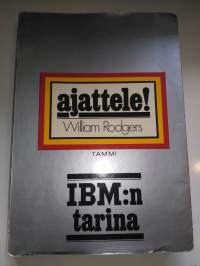 ajattele!
William Rodgers
TAMMI
IBM:n
tarina